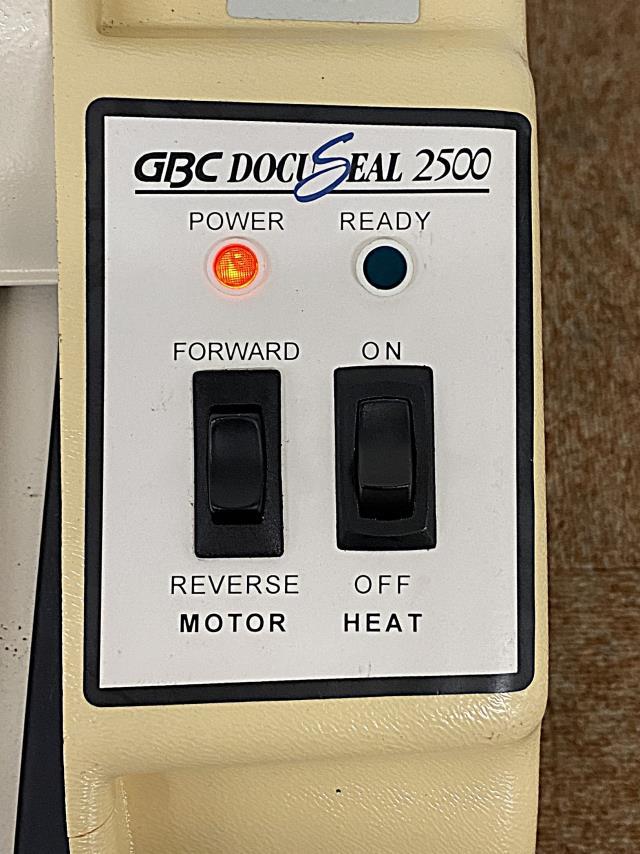 GBC DOCUSEAL 2500
POWER READY
FORWARD ON
REVERSE OFF
MOTOR HEAT